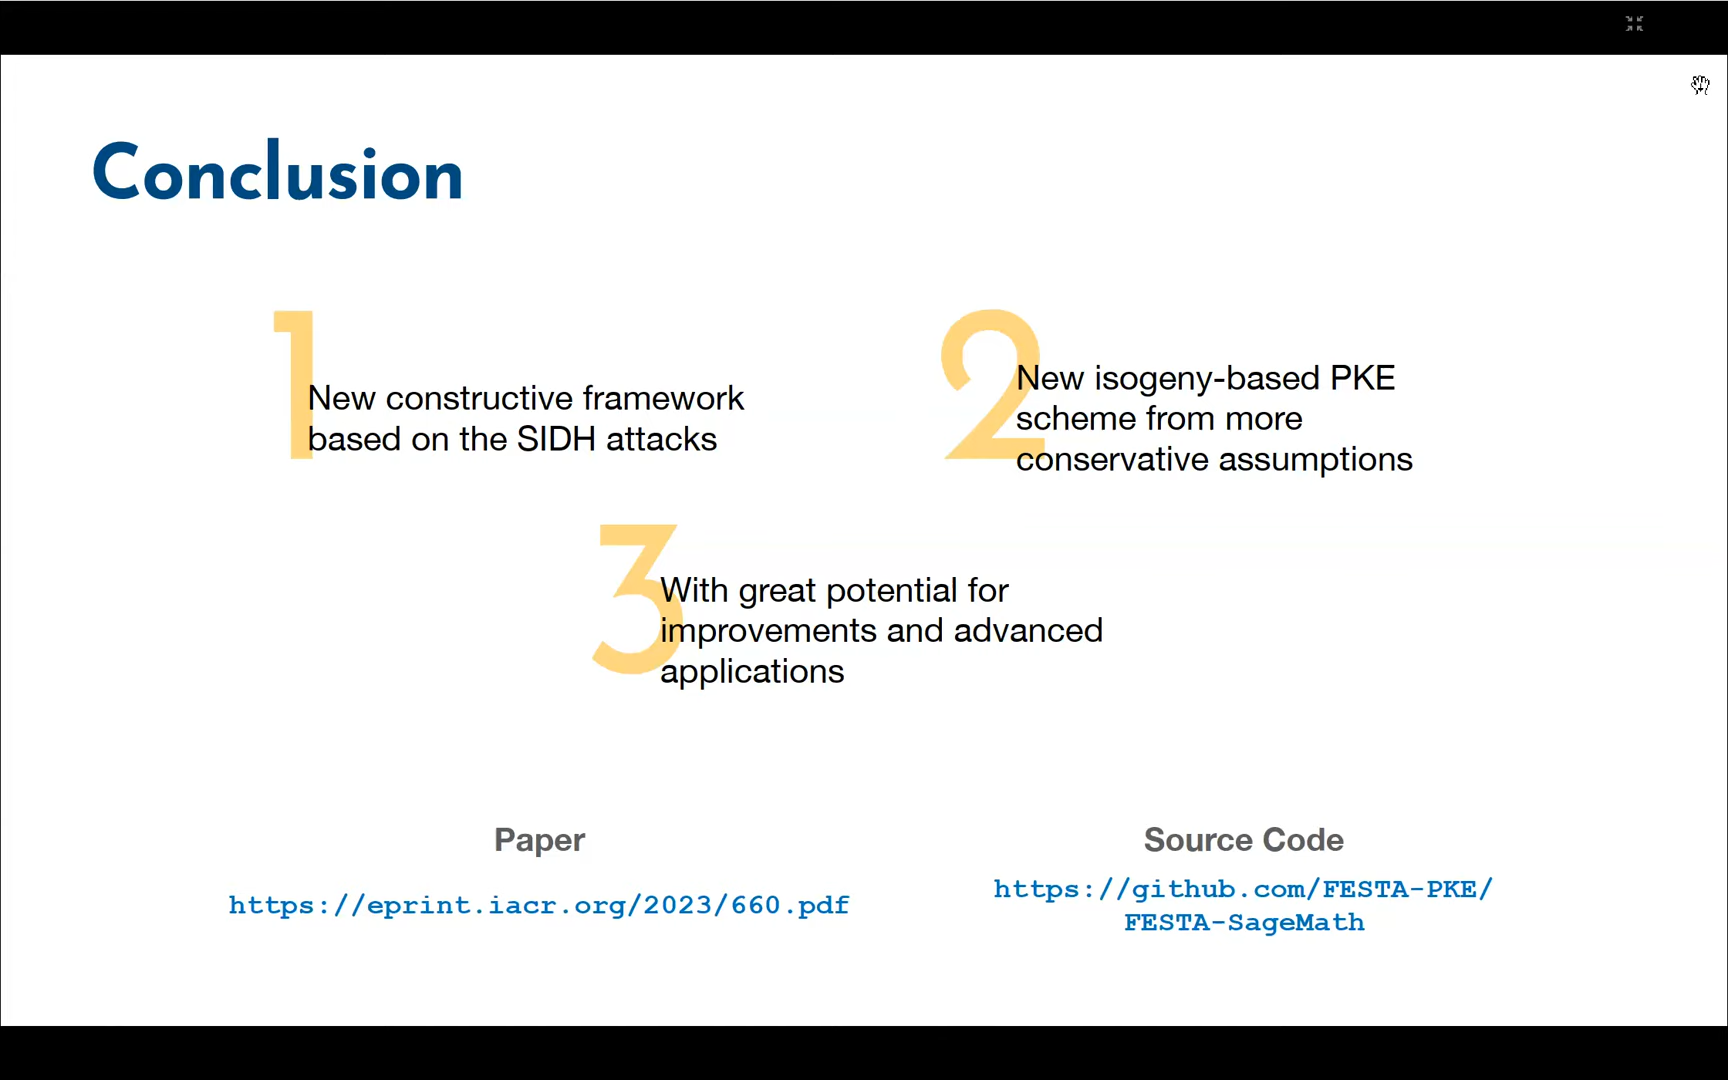 Conclusion
1
New constructive framework
based on the SIDH attacks
2
New isogeny-based PKE
scheme from more
conservative assumptions
3
With great potential for
improvements and advanced
applications
Paper
https://eprint.iacr.org/2023/660.pdf
Source Code
https://github.com/FESTA-PKE/
FESTA-SageMath